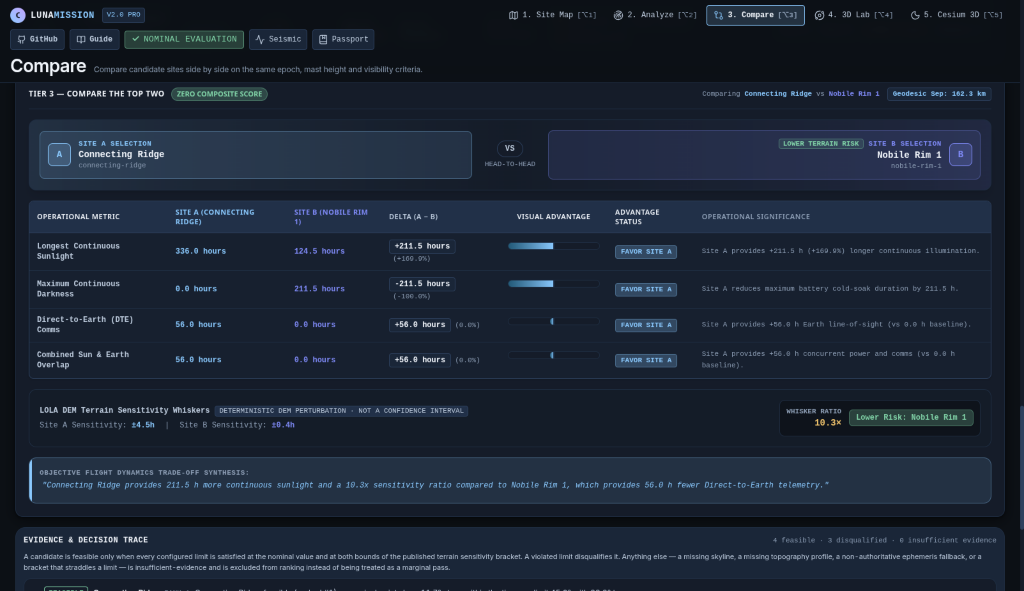 C LUNAMISSION V2.0 PRO
1. Site Map [⌥1] 2. Analyze [⌥2] 3. Compare [⌥3] 4. 3D Lab [⌥4] 5. Cesium 3D [⌥5]
GitHub Guide ✓ NOMINAL EVALUATION Seismic Passport
Compare Compare candidate sites side by side on the same epoch, mast height and visibility criteria.
TIER 3 — COMPARE THE TOP TWO ZERO COMPOSITE SCORE Comparing Connecting Ridge vs Nobile Rim 1 Geodesic Sep: 162.3 km
A
SITE A SELECTION
Connecting Ridge
connecting-ridge
VS
HEAD-TO-HEAD
LOWER TERRAIN RISK SITE B SELECTION
Nobile Rim 1
nobile-rim-1
B
OPERATIONAL METRIC SITE A (CONNECTING RIDGE) SITE B (NOBILE RIM 1) DELTA (A − B) VISUAL ADVANTAGE ADVANTAGE STATUS OPERATIONAL SIGNIFICANCE
Longest Continuous Sunlight 336.0 hours 124.5 hours +211.5 hours (+169.9%) FAVOR SITE A Site A provides +211.5 h (+169.9%) longer continuous illumination.
Maximum Continuous Darkness 0.0 hours 211.5 hours -211.5 hours (-100.0%) FAVOR SITE A Site A reduces maximum battery cold-soak duration by 211.5 h.
Direct-to-Earth (DTE) Comms 56.0 hours 0.0 hours +56.0 hours (0.0%) FAVOR SITE A Site A provides +56.0 h Earth line-of-sight (vs 0.0 h baseline).
Combined Sun & Earth Overlap 56.0 hours 0.0 hours +56.0 hours (0.0%) FAVOR SITE A Site A provides +56.0 h concurrent power and comms (vs 0.0 h baseline).
LOLA DEM Terrain Sensitivity Whiskers DETERMINISTIC DEM PERTURBATION · NOT A CONFIDENCE INTERVAL
Site A Sensitivity: ±4.5h | Site B Sensitivity: ±0.4h
WHISKER RATIO
10.3×
Lower Risk: Nobile Rim 1
OBJECTIVE FLIGHT DYNAMICS TRADE-OFF SYNTHESIS:
"Connecting Ridge provides 211.5 h more continuous sunlight and a 10.3x sensitivity ratio compared to Nobile Rim 1, which provides 56.0 h fewer Direct-to-Earth telemetry."
EVIDENCE & DECISION TRACE 4 feasible · 3 disqualified · 0 insufficient evidence
A candidate is feasible only when every configured limit is satisfied at the nominal value and at both bounds of the published terrain sensitivity bracket. A violated limit disqualifies it. Anything else — a missing skyline, a missing topography profile, a non-authoritative ephemeris fallback, or a
bracket that straddles a limit — is insufficient-evidence and is excluded from ranking instead of being treated as a marginal pass.